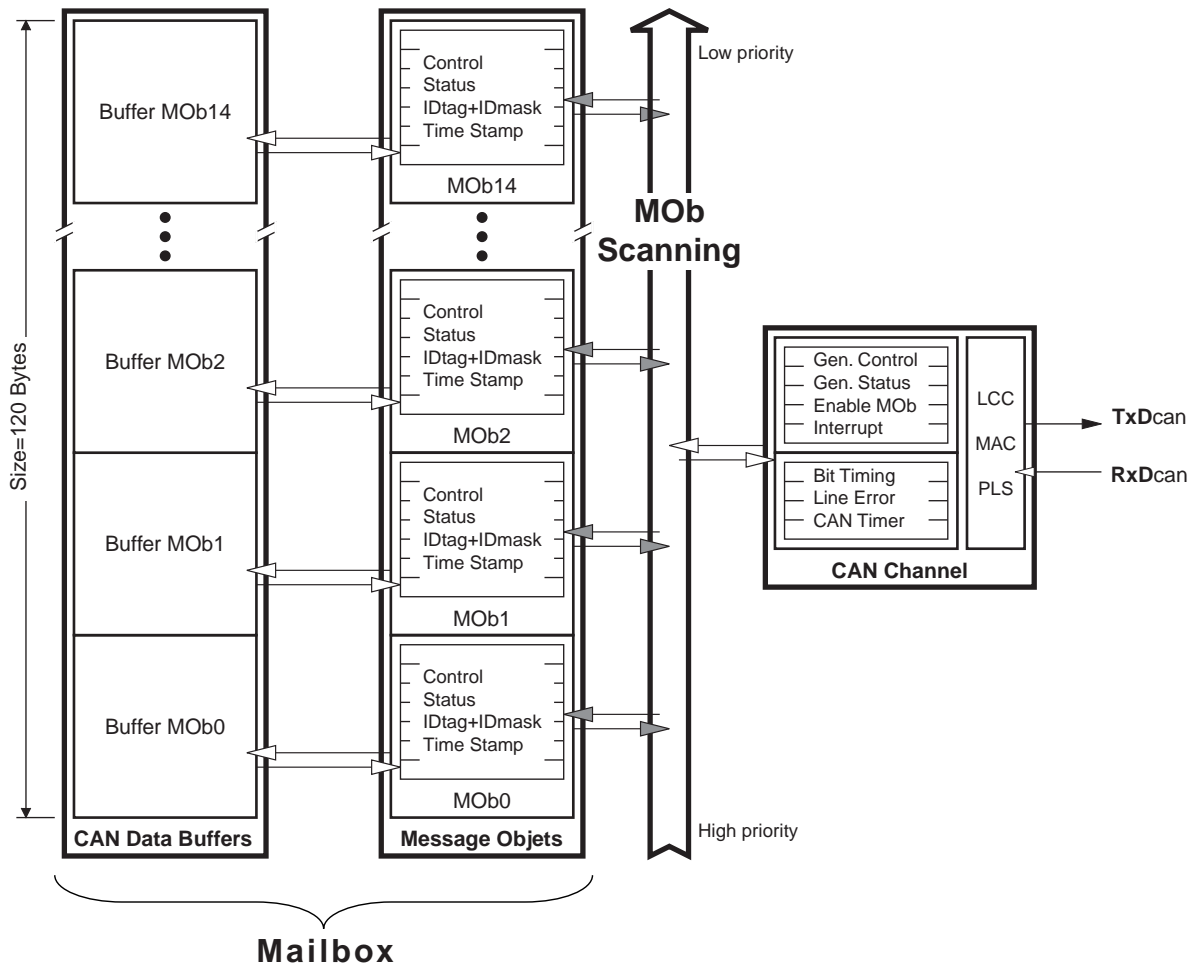 Size=120 Bytes
Buffer MOb14
Buffer MOb2
Buffer MOb1
Buffer MOb0
CAN Data Buffers
Control
Status
IDtag+IDmask
Time Stamp
MOb14
Control
Status
IDtag+IDmask
Time Stamp
MOb2
Control
Status
IDtag+IDmask
Time Stamp
MOb1
Control
Status
IDtag+IDmask
Time Stamp
MOb0
Message Objets
Mailbox
Low priority
MOb
Scanning
High priority
Gen. Control
Gen. Status
Enable MOb
Interrupt
Bit Timing
Line Error
CAN Timer
LCC
MAC
PLS
CAN Channel
TxDcan
RxDcan